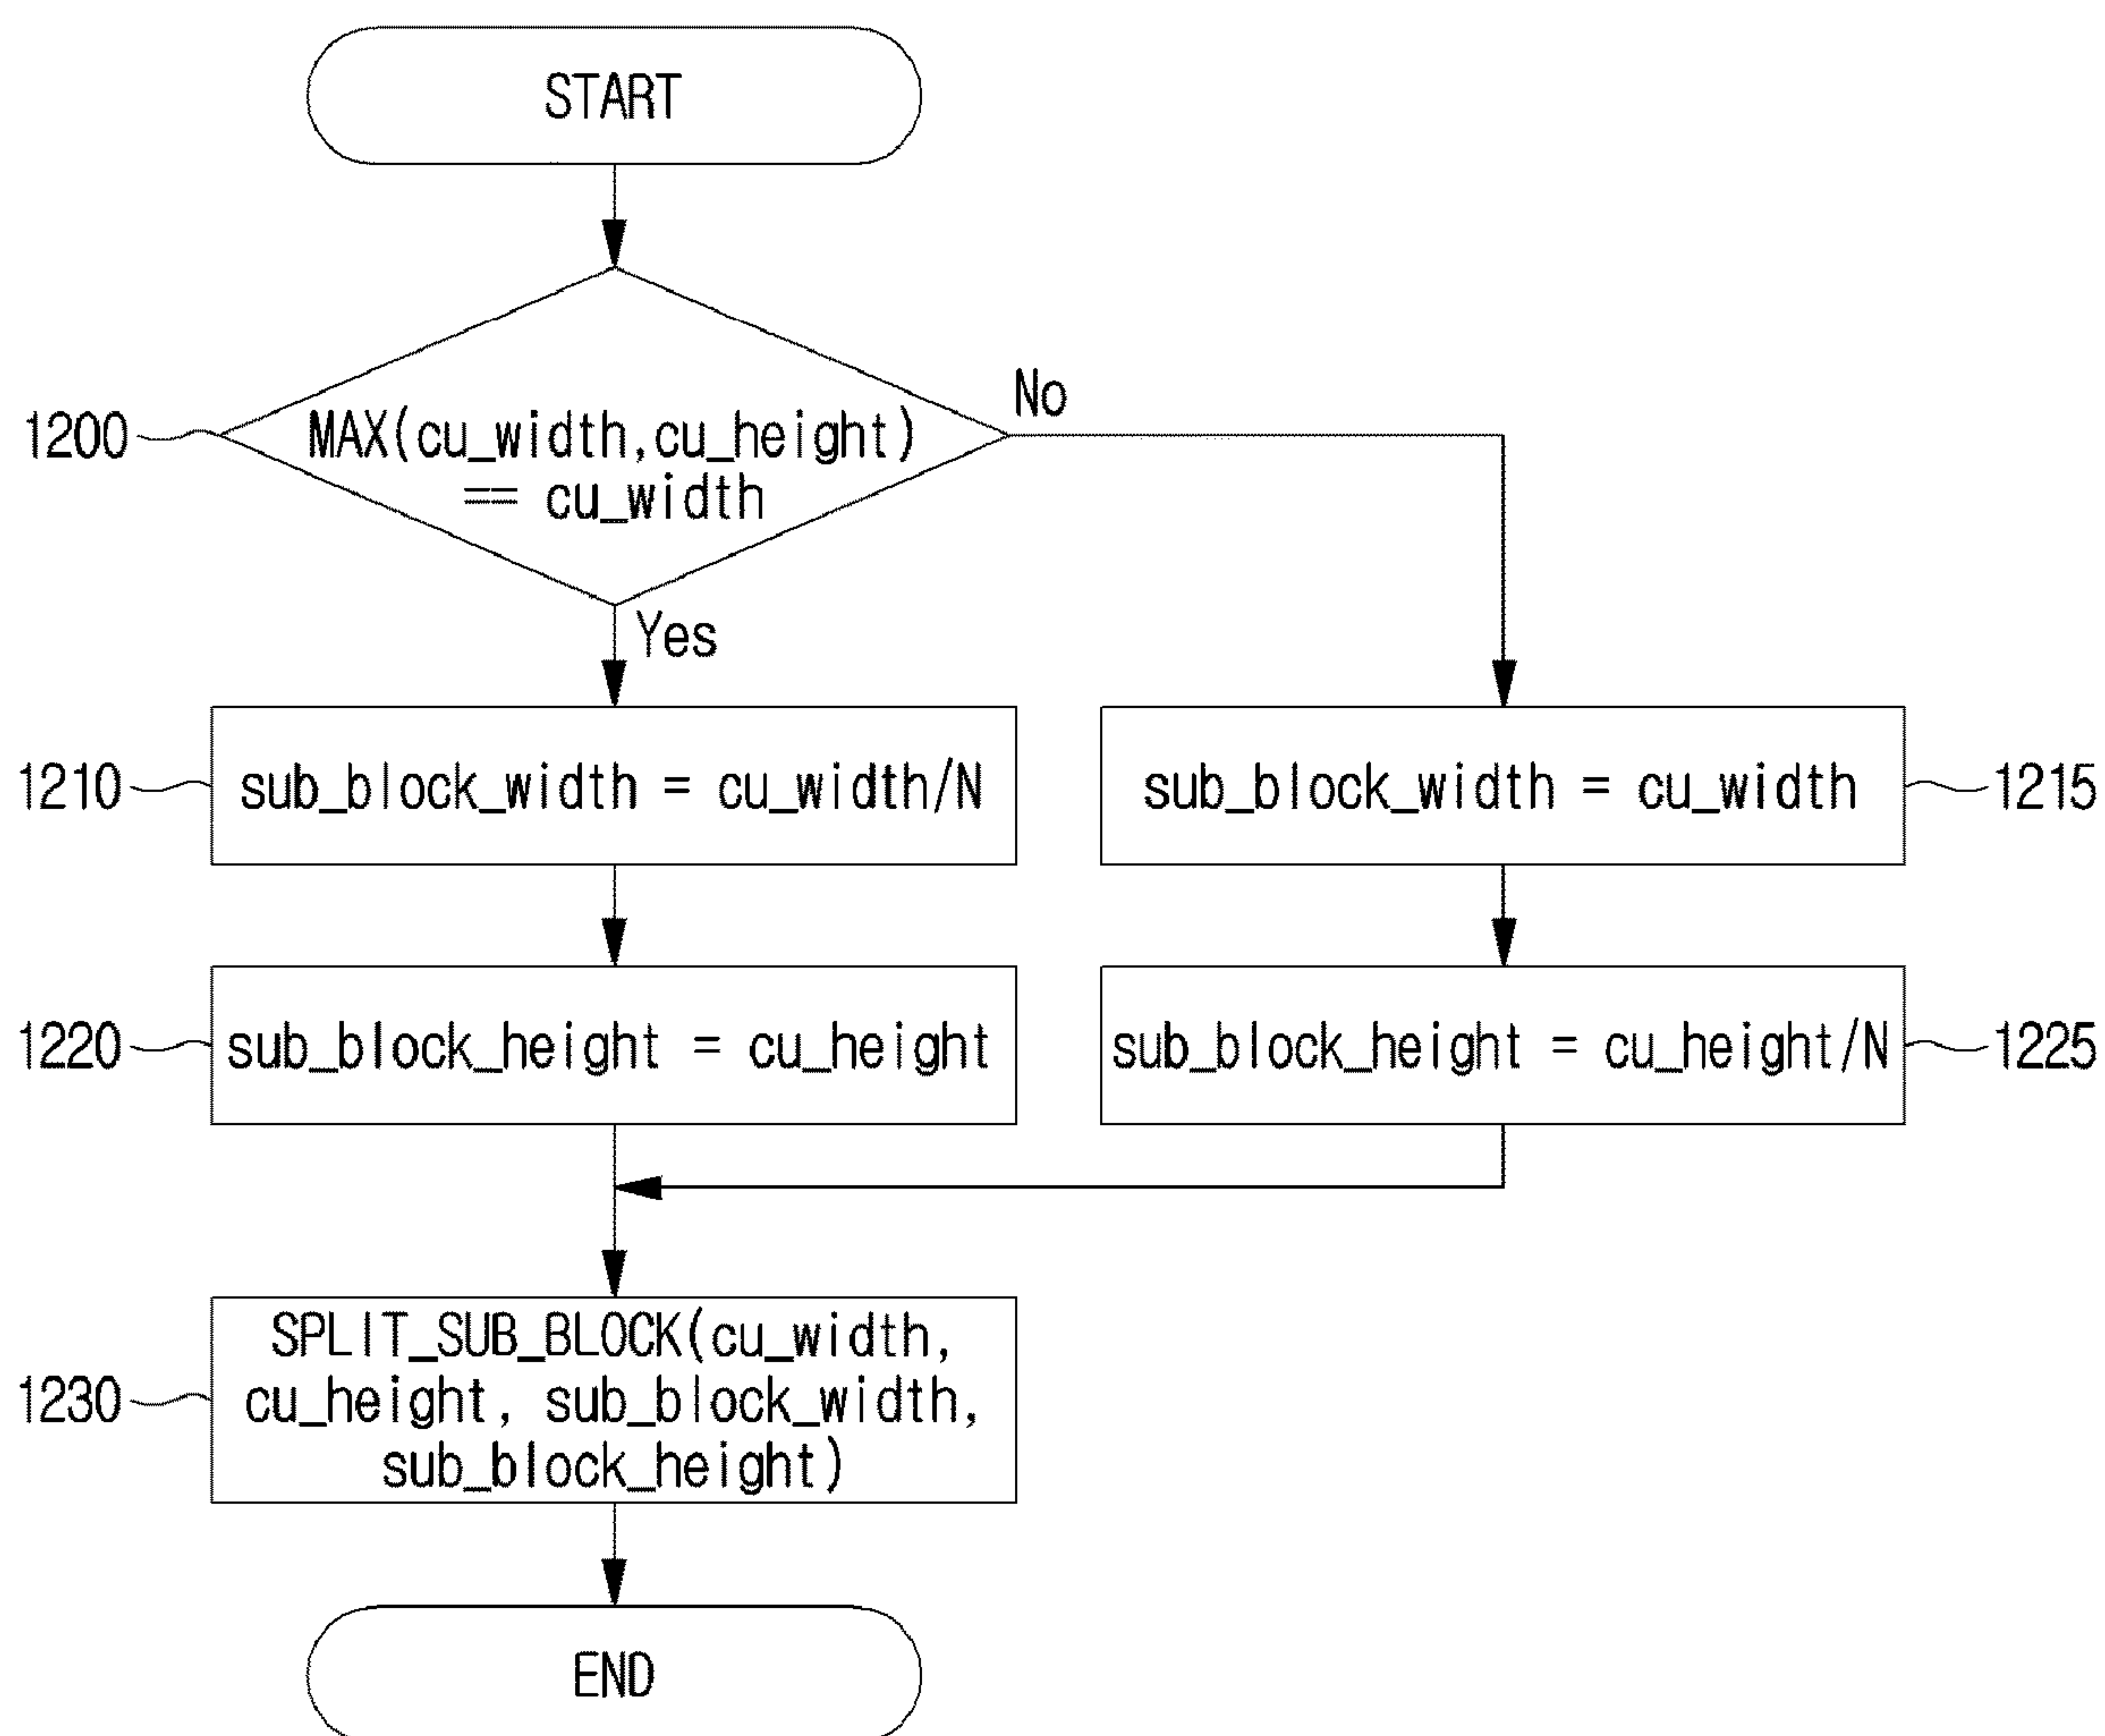 START
No
1200
MAX(cu_width,cu_height)
== cu_width
Yes
1210
sub_block_width = cu_width/N
sub_block_width = cu_width
1215
1220
sub_block_height = cu_height
sub_block_height = cu_height/N
1225
1230
SPLIT_SUB_BLOCK(cu_width,
cu_height, sub_block_width,
sub_block_height)
END